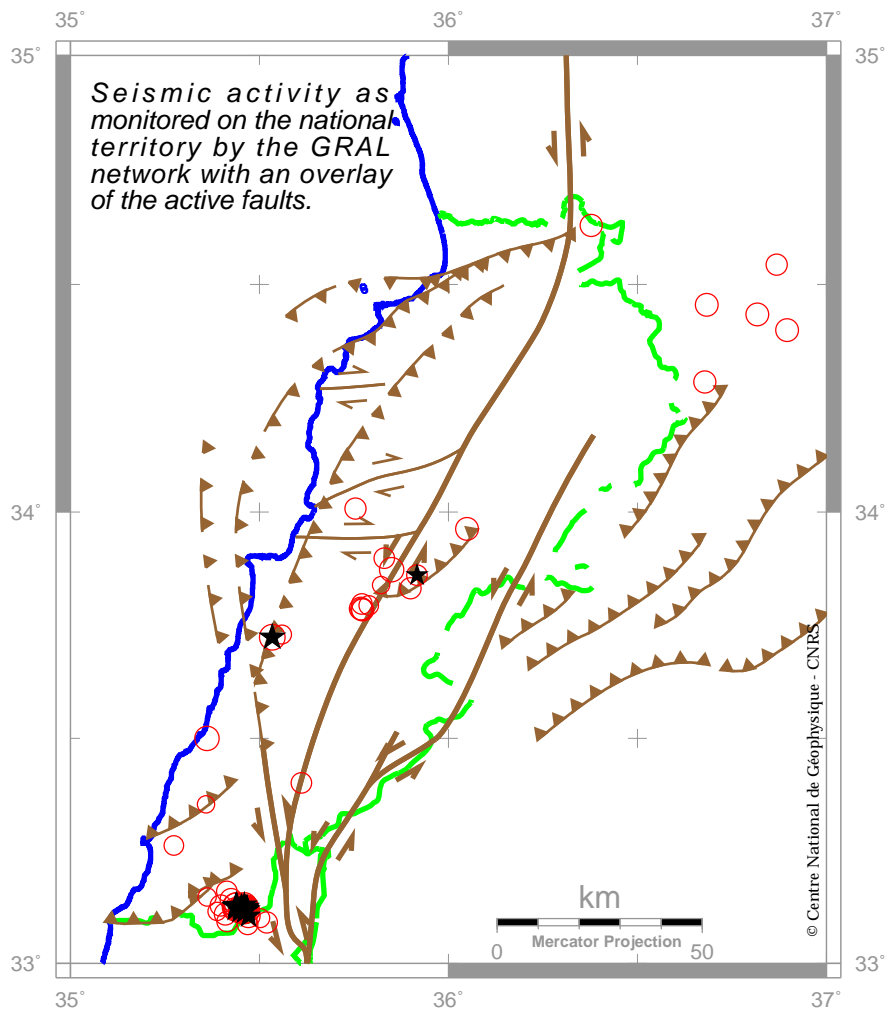 35°
36°
37°
35°
35°
Seismic activity as
monitored on the national
territory by the GRAL
network with an overlay
of the active faults.
34°
34°
© Centre National de Géophysique - CNRS
km
Mercator Projection
0
50
33°
33°
35°
36°
37°